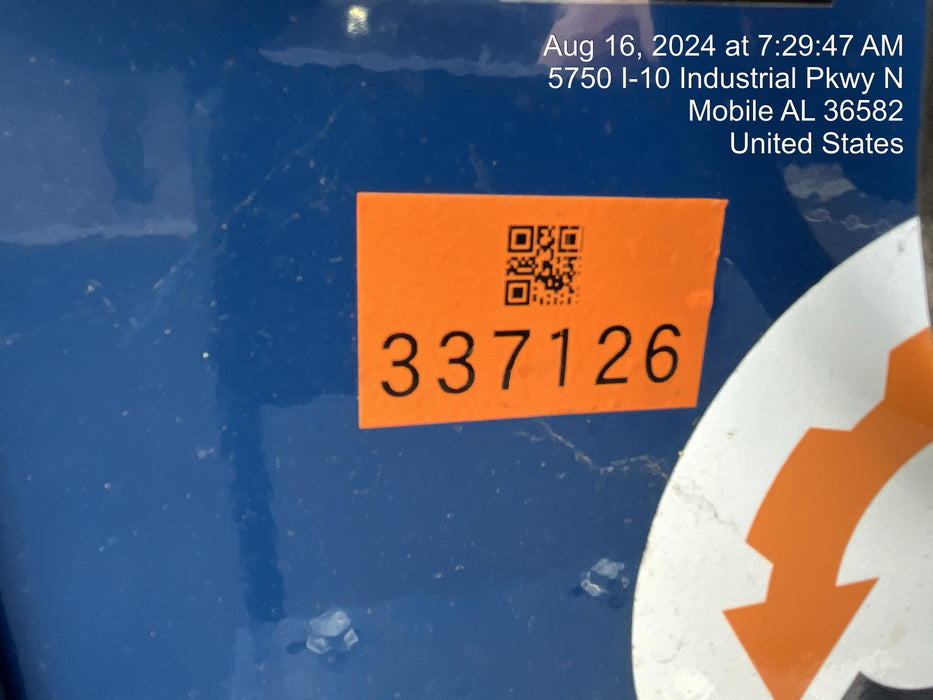 Aug 16, 2024 at 7:29:47 AM
5750 I-10 Industrial Pkwy N
Mobile AL 36582
United States
337126